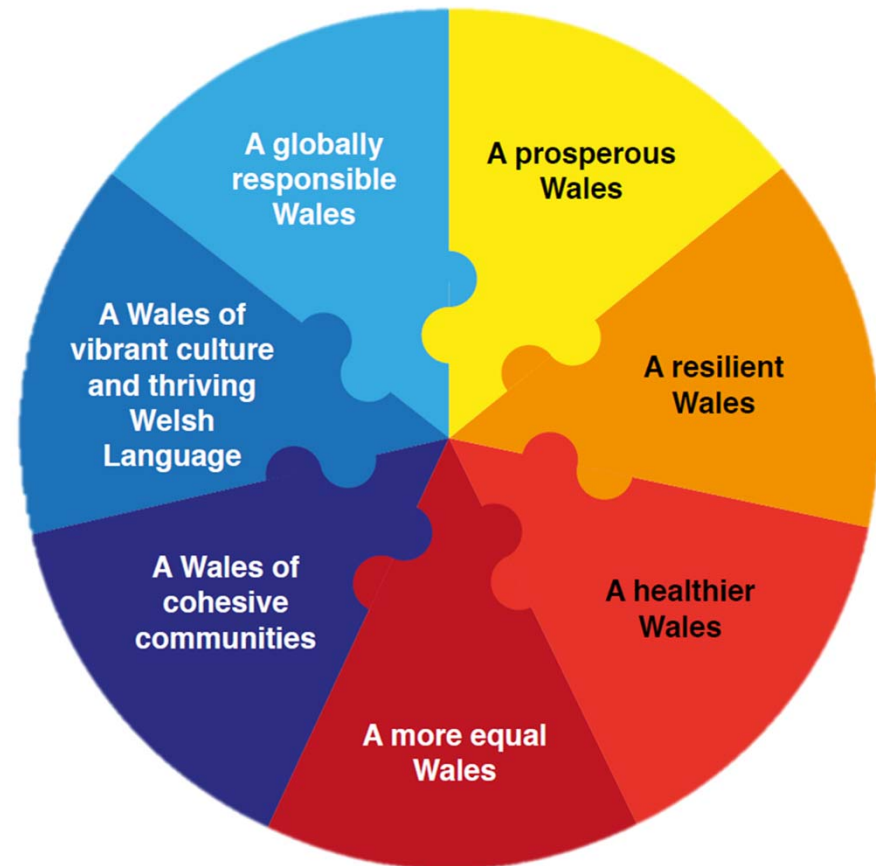 A prosperous
Wales
A resilient
Wales
A healthier
Wales
A more equal
Wales
A Wales of
cohesive
communities
A Wales of
vibrant culture
and thriving
Welsh
Language
A globally
responsible
Wales